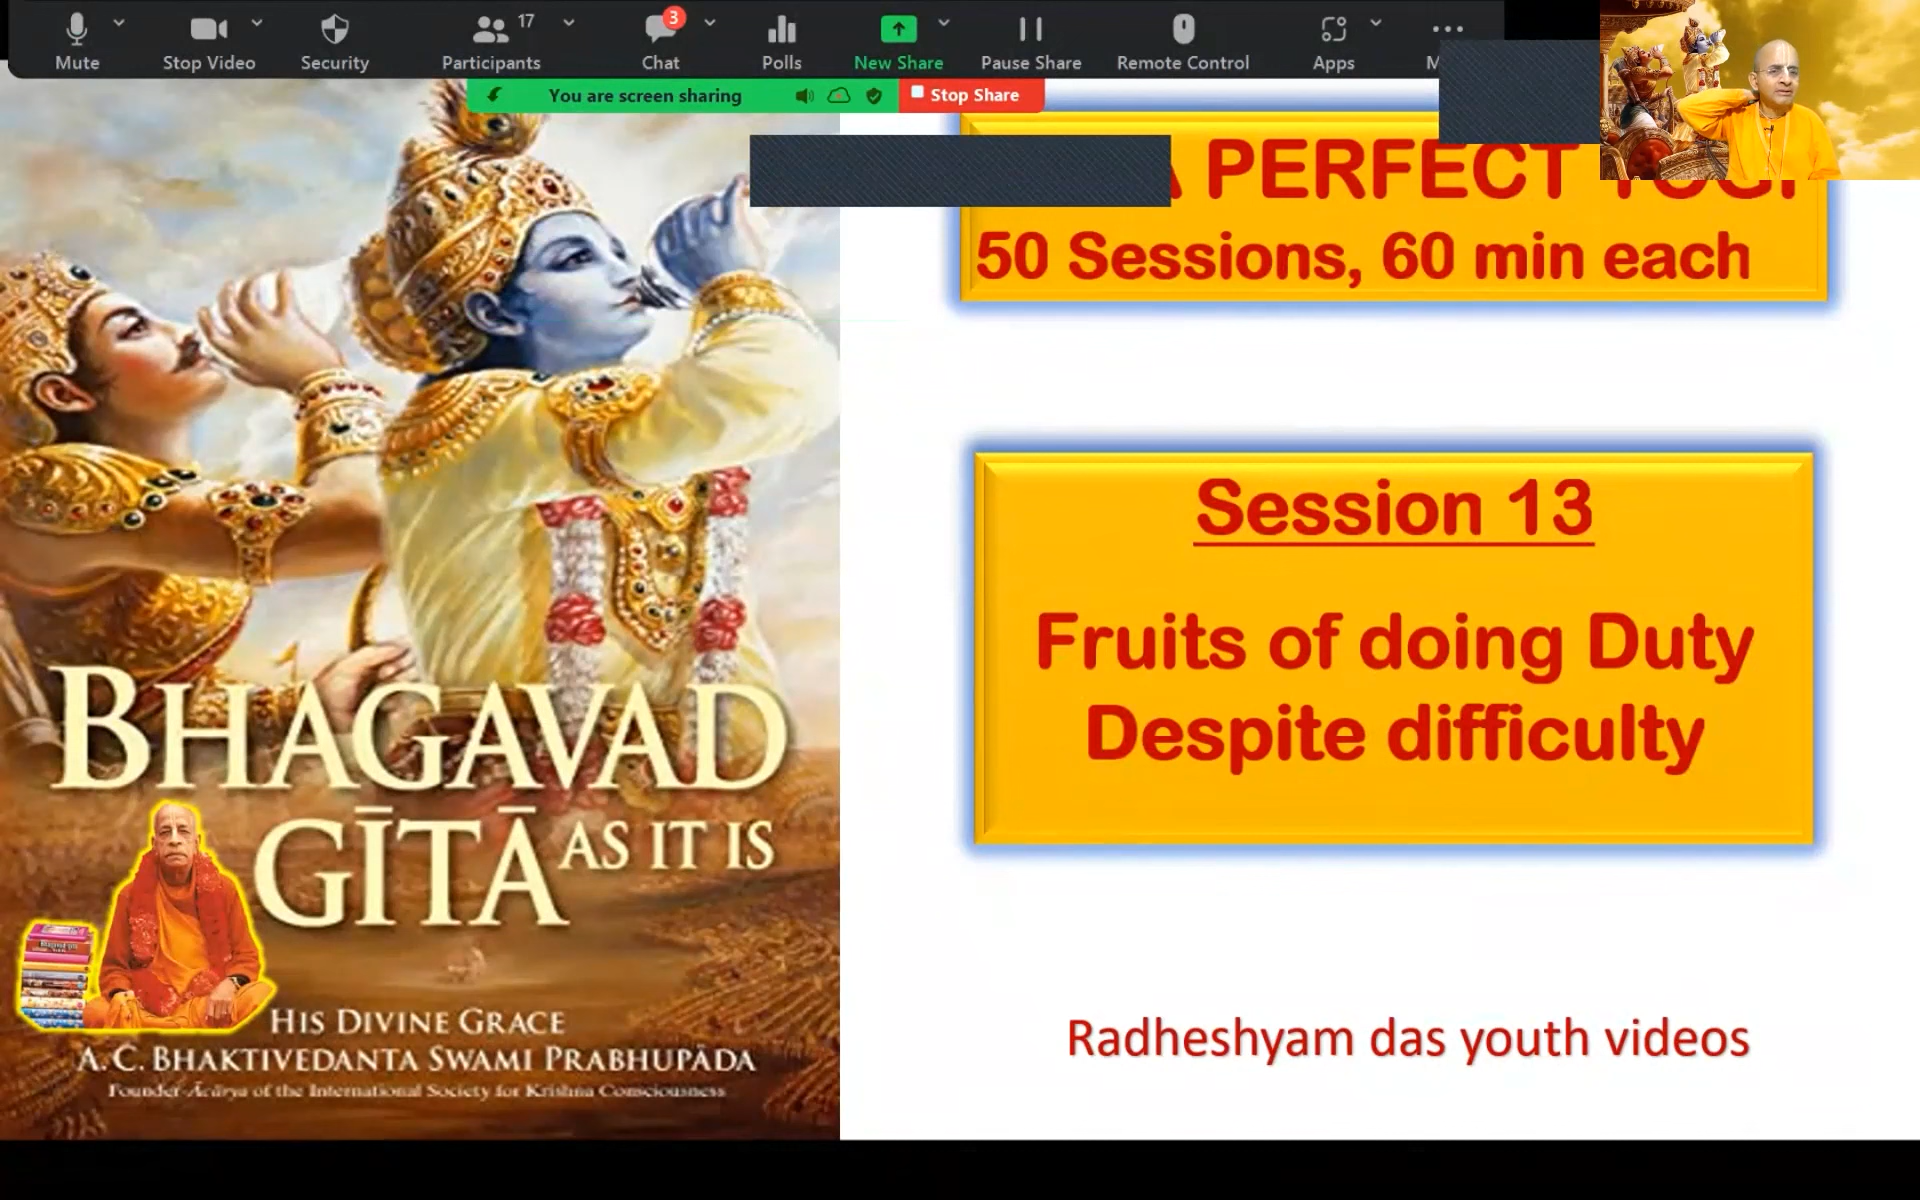 Mute
Stop Video
Security
Participants 17
Chat 3
Polls
New Share
Pause Share
Remote Control
Apps
You are screen sharing
Stop Share
A PERFECT YOGI
50 Sessions, 60 min each
Session 13
Fruits of doing Duty
Despite difficulty
Radheshyam das youth videos
BHAGAVAD
GĪTĀ AS IT IS
HIS DIVINE GRACE
A. C. BHAKTIVEDANTA SWAMI PRABHUPĀDA
Founder-Ācārya of the International Society for Krishna Consciousness